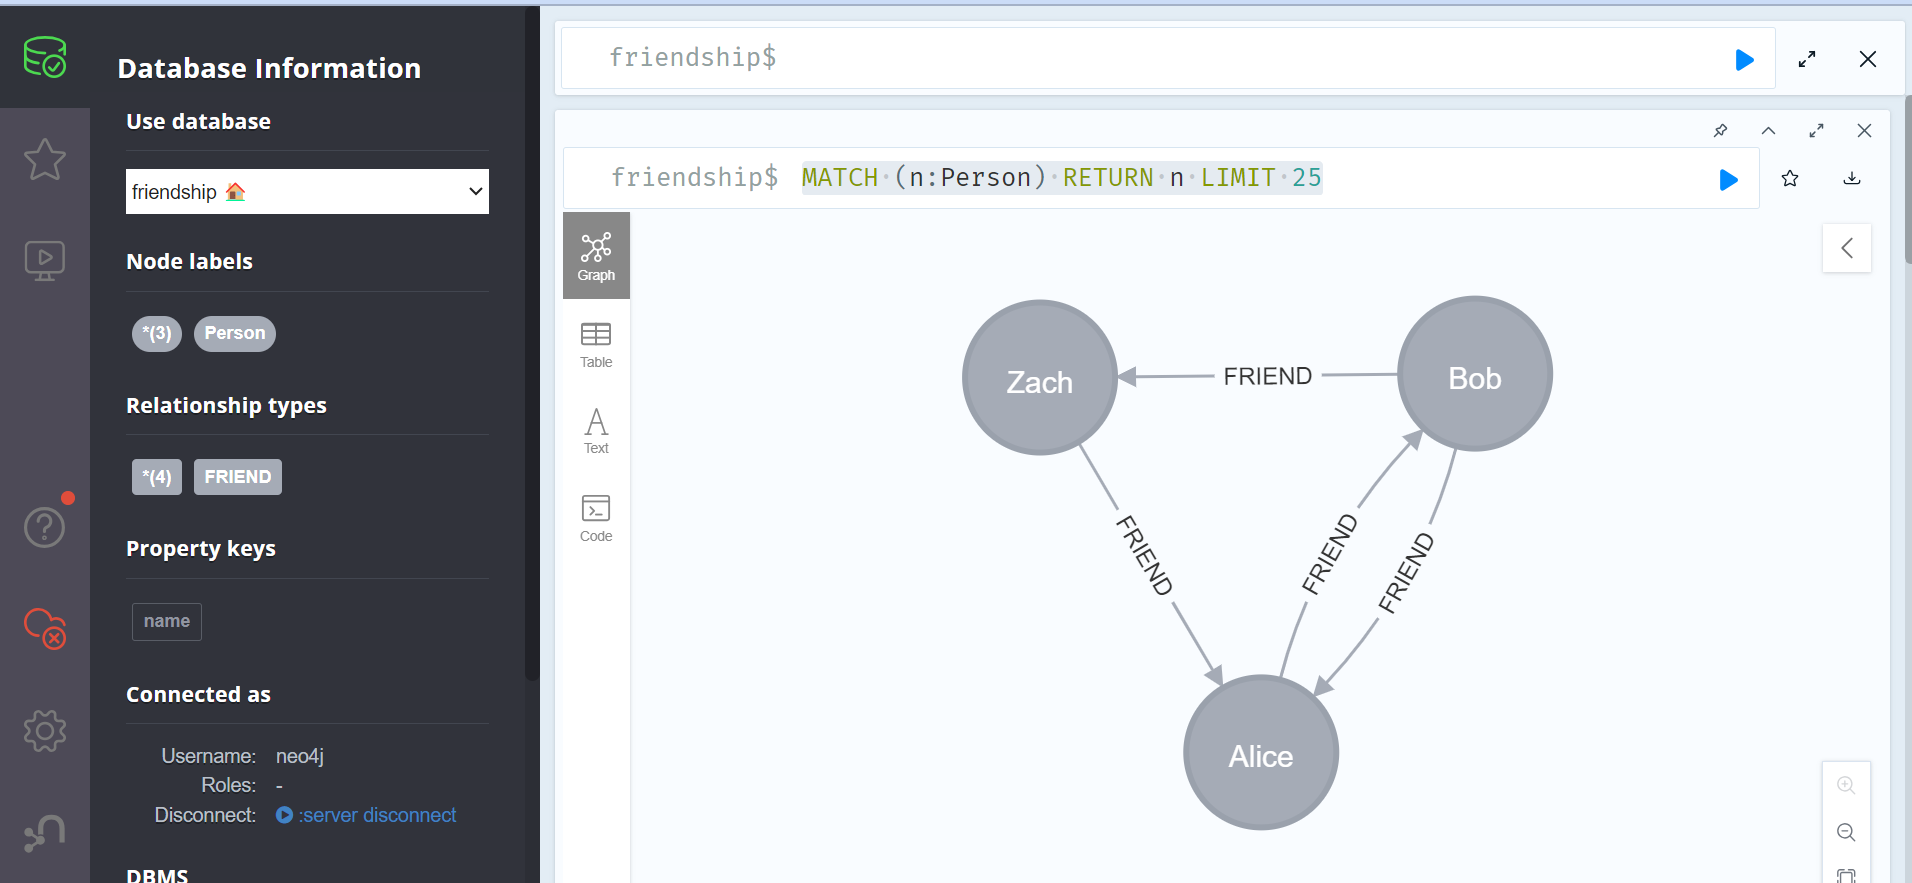 Database Information
Use database
friendship
Node labels
*(3) Person
Relationship types
*(4) FRIEND
Property keys
name
Connected as
Username: neo4j
Roles: -
Disconnect: :server disconnect
DBMS
friendship$
friendship$ MATCH (n:Person) RETURN n LIMIT 25
Graph
Table
Text
Code
Zach
FRIEND
Bob
FRIEND
FRIEND
FRIEND
Alice